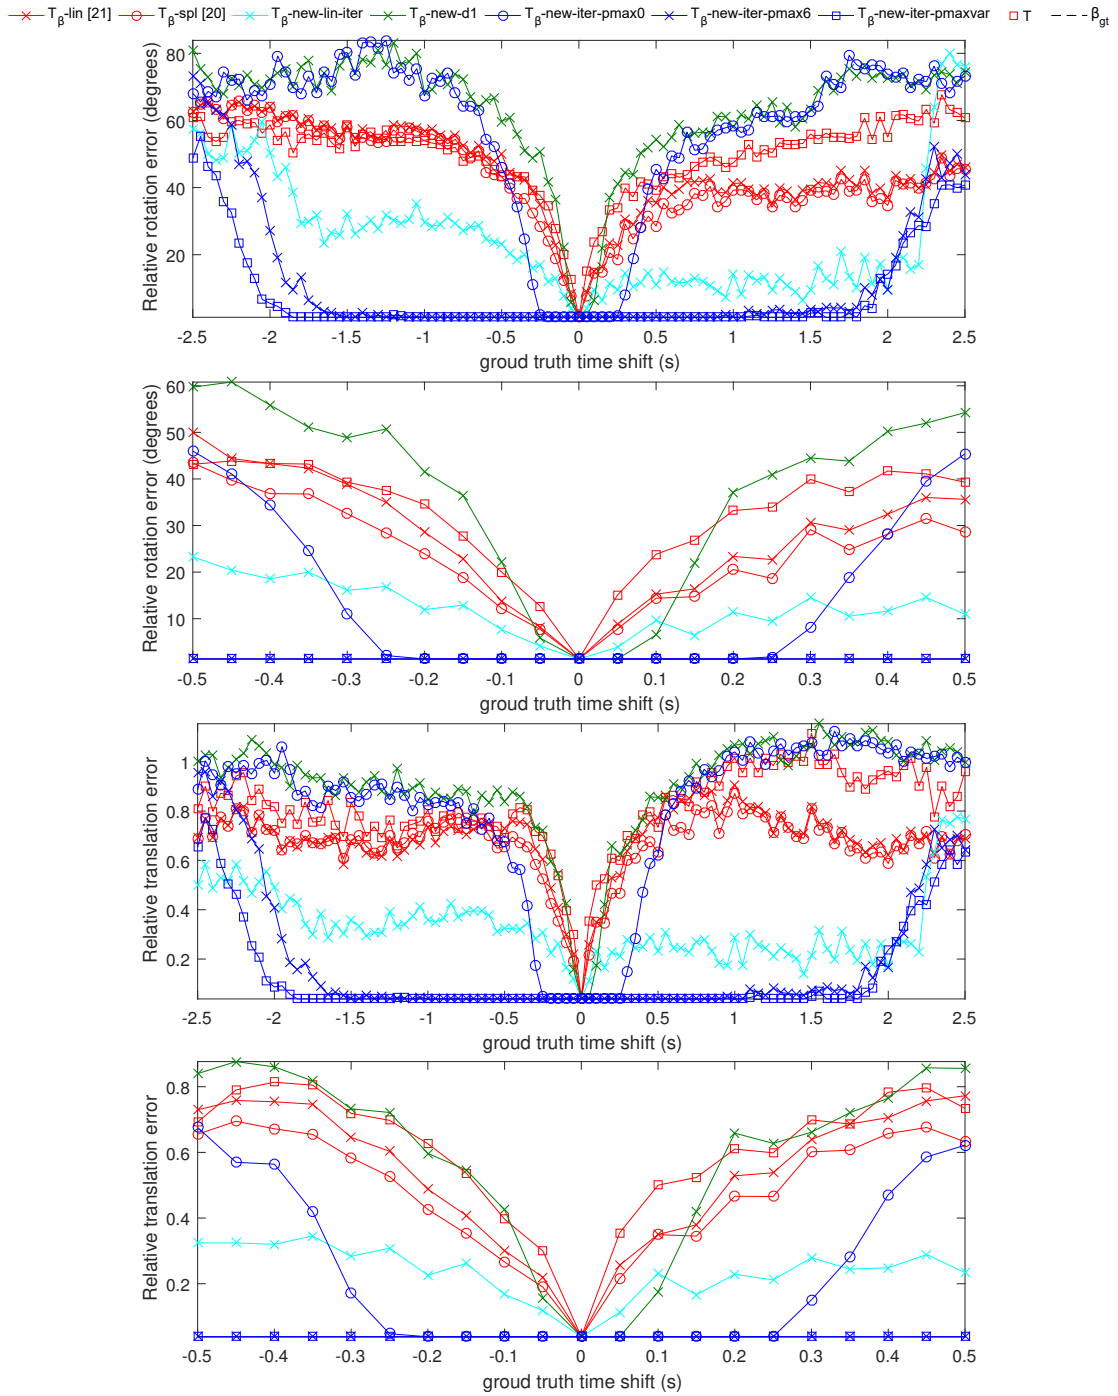 Tβ-lin [21] Tβ-spl [20] Tβ-new-lin-iter Tβ-new-d1 Tβ-new-iter-pmax0 Tβ-new-iter-pmax6 Tβ-new-iter-pmaxvar T βgt
Relative rotation error (degrees)
80
60
40
20
-2.5 -2 -1.5 -1 -0.5 0 0.5 1 1.5 2 2.5
groud truth time shift (s)
Relative rotation error (degrees)
60
50
40
30
20
10
-0.5 -0.4 -0.3 -0.2 -0.1 0 0.1 0.2 0.3 0.4 0.5
groud truth time shift (s)
Relative translation error
1
0.8
0.6
0.4
0.2
-2.5 -2 -1.5 -1 -0.5 0 0.5 1 1.5 2 2.5
groud truth time shift (s)
Relative translation error
0.8
0.6
0.4
0.2
-0.5 -0.4 -0.3 -0.2 -0.1 0 0.1 0.2 0.3 0.4 0.5
groud truth time shift (s)